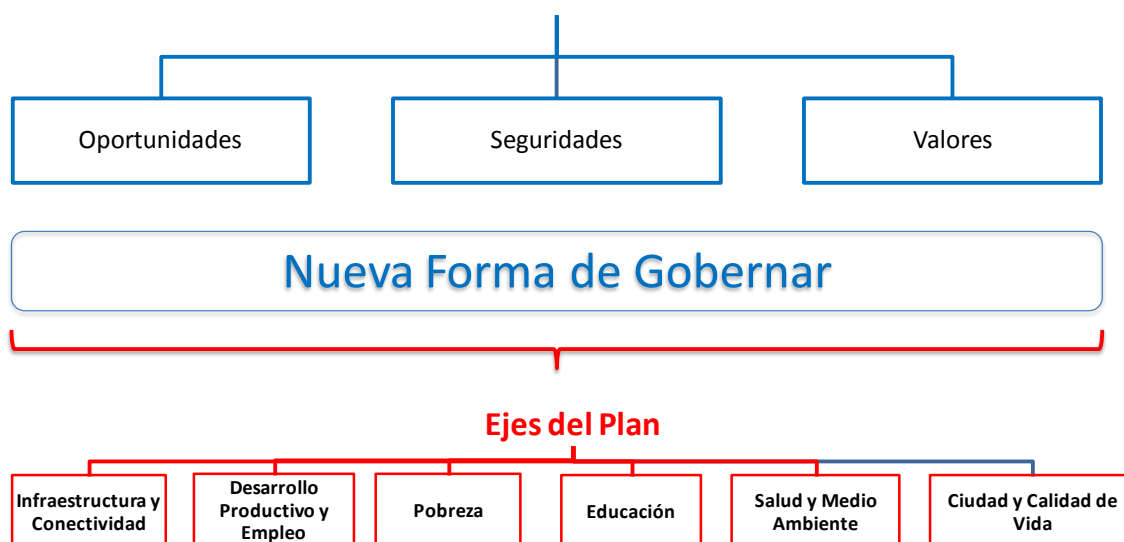 Oportunidades
Seguridades
Valores
Nueva Forma de Gobernar
Ejes del Plan
Infraestructura y
Conectividad
Desarrollo
Productivo y
Empleo
Pobreza
Educación
Salud y Medio
Ambiente
Ciudad y Calidad de
Vida